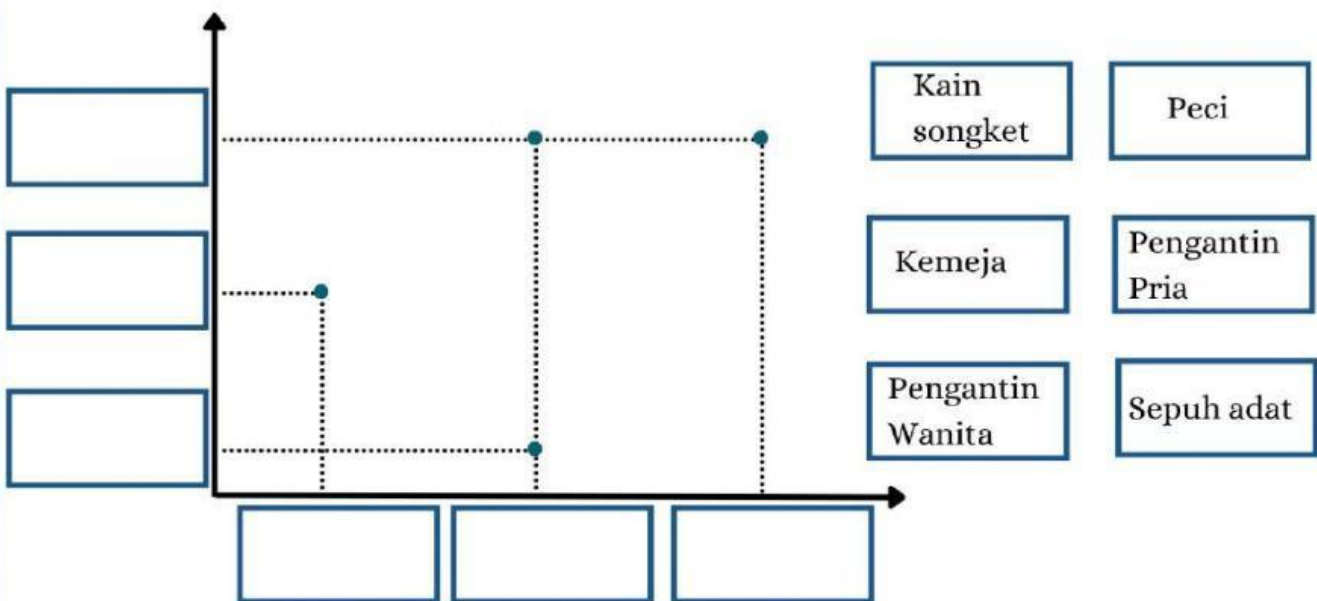 Kain
songket
Peci
Kemeja
Pengantin
Pria
Pengantin
Wanita
Sepuh adat